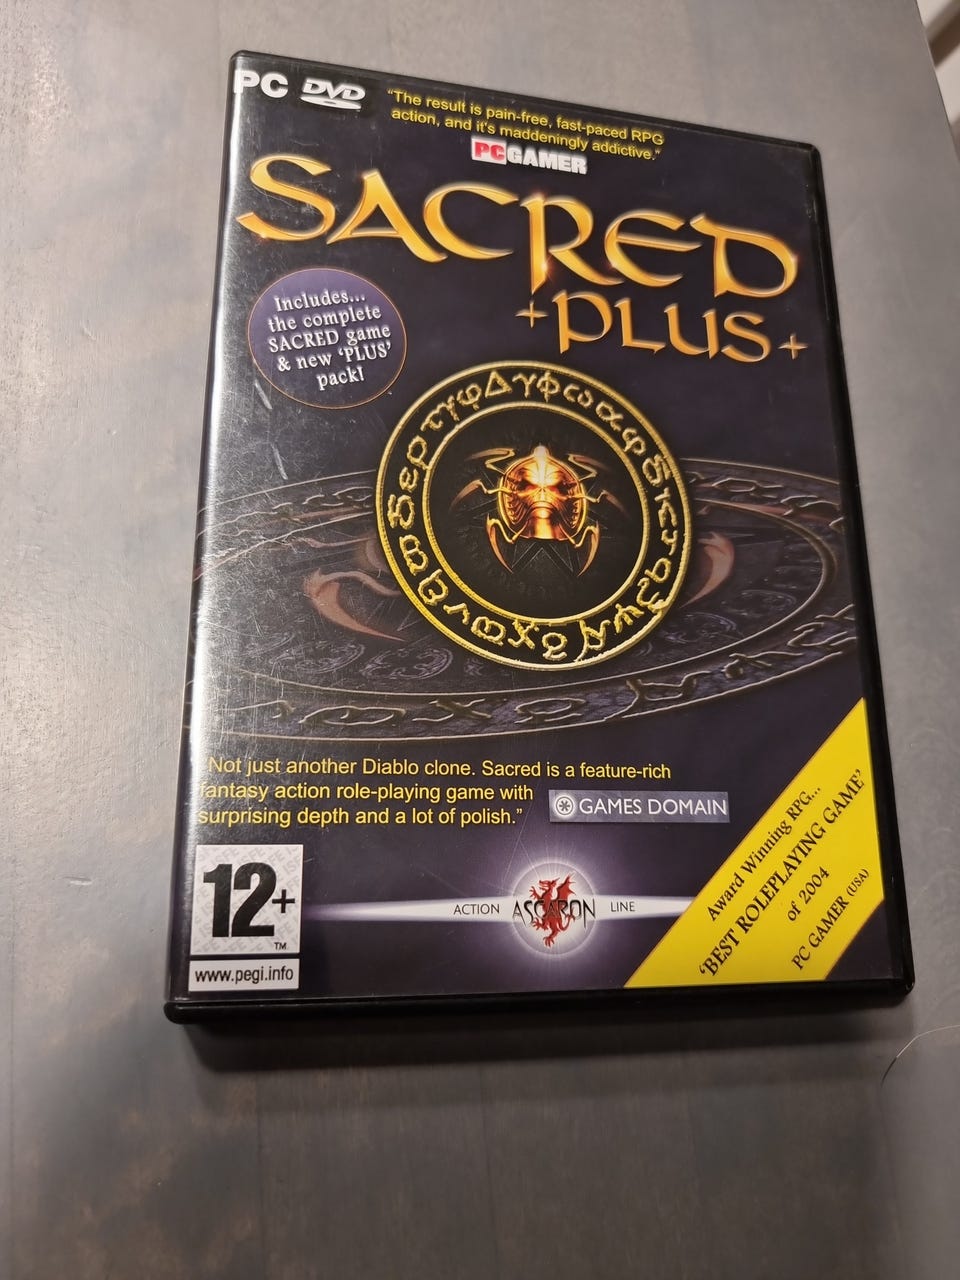 PC DVD
"The result is pain-free, fast-paced RPG
action, and it's maddeningly addictive."
PCGAMER
SACRED
+PLUS+
Includes...
the complete
SACRED game
& new 'PLUS'
pack!
"Not just another Diablo clone. Sacred is a feature-rich
fantasy action role-playing game with
surprising depth and a lot of polish."
GAMES DOMAIN
12+
TM
www.pegi.info
ACTION ASCARON LINE
Award Winning RPG...
'BEST ROLEPLAYING GAME'
of 2004
PC GAMER (USA)